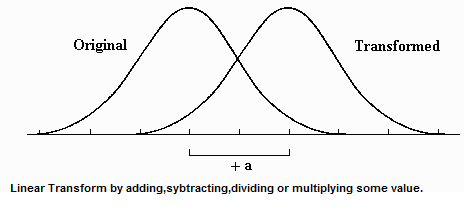 Original
Transformed
+ a
Linear Transform by adding,sybtracting,dividing or multiplying some value.